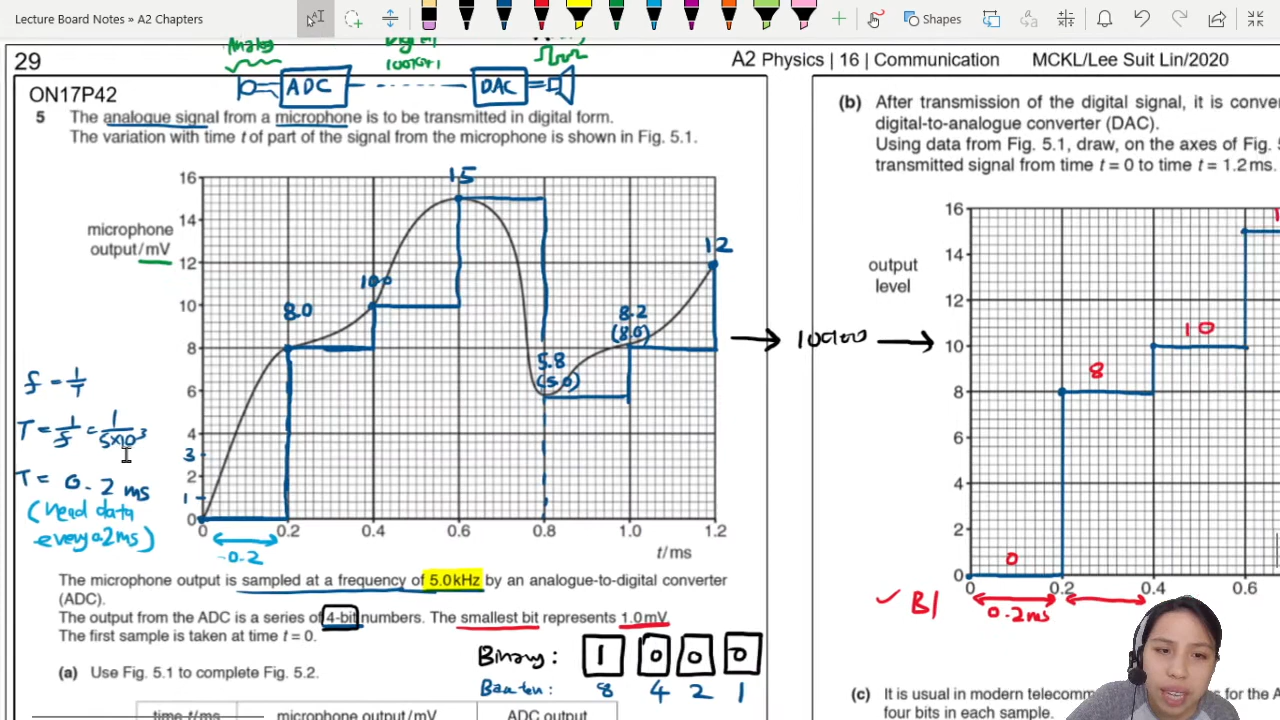 Lecture Board Notes » A2 Chapters
Shapes
29
A2 Physics | 16 | Communication
MCKL/Lee Suit Lin/2020
Analog
ADC
DAC
ON17P42
5 The analogue signal from a microphone is to be transmitted in digital form.
The variation with time t of part of the signal from the microphone is shown in Fig. 5.1.
microphone
output/mV
16
14
12
10
8
6
4
3
2
1
0
0 0.2 0.4 0.6 0.8 1.0 1.2
t/ms
8.0
10.0
15
5.8
(5.0)
8.2
(8.0)
12
f = 1/T
T = 1/f = 1/5×10³
T = 0.2 ms
(need data
every 0.2ms)
0.2
The microphone output is sampled at a frequency of 5.0 kHz by an analogue-to-digital converter
(ADC).
The output from the ADC is a series of 4-bit numbers. The smallest bit represents 1.0 mV.
The first sample is taken at time t = 0.
Binary: 1 0 0 0
8 4 2 1
(a) Use Fig. 5.1 to complete Fig. 5.2.
time t/ms microphone output/mV ADC output
(b) After transmission of the digital signal, it is conve
digital-to-analogue converter (DAC).
Using data from Fig. 5.1, draw, on the axes of Fig. 5
transmitted signal from time t = 0 to time t = 1.2 ms.
output
level
16
14
12
10
8
6
4
2
0
0 0.2 0.4 0.6
0
8
10
0.2ms
✓ B1
(c) It is usual in modern telecomm
four bits in each sample.